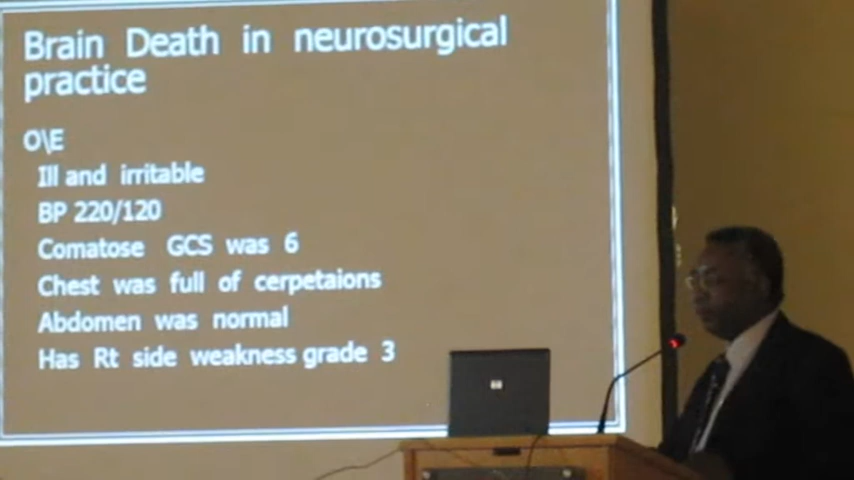 Brain Death in neurosurgical
practice
O\E
Ill and irritable
BP 220/120
Comatose GCS was 6
Chest was full of cerpetaions
Abdomen was normal
Has Rt side weakness grade 3
hp